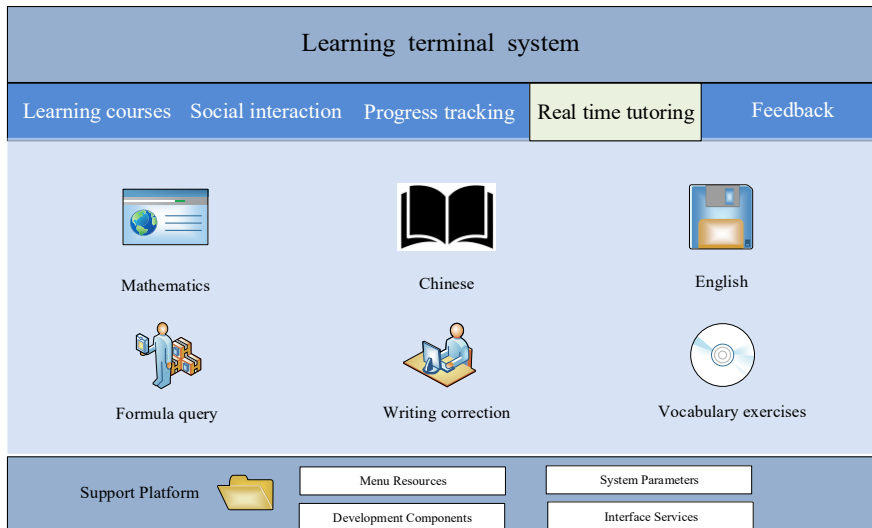 Learning terminal system
Learning courses
Social interaction
Progress tracking
Real time tutoring
Feedback
Mathematics
Chinese
English
Formula query
Writing correction
Vocabulary exercises
Support Platform
Menu Resources
System Parameters
Development Components
Interface Services